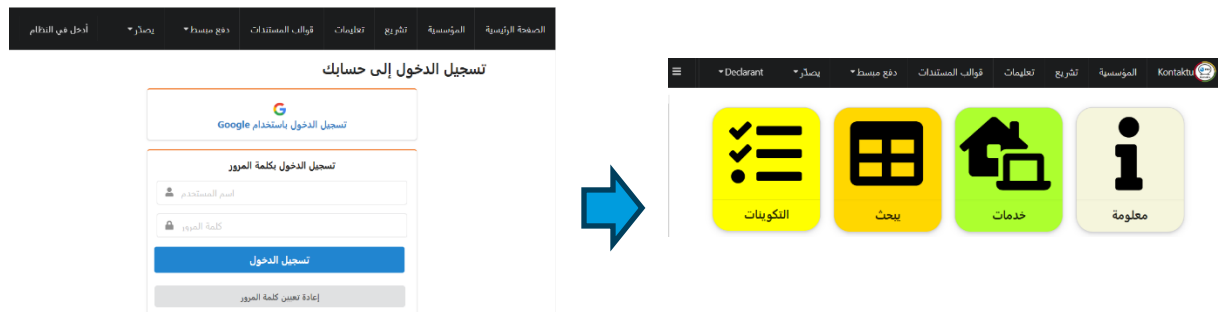 الصفحة الرئيسية المؤسسية تشريع تعليمات قوالب المستندات دفع مبسط يصدّر أدخل في النظام
تسجيل الدخول إلى حسابك
تسجيل الدخول باستخدام Google
تسجيل الدخول بكلمة المرور
اسم المستخدم
كلمة المرور
تسجيل الدخول
إعادة تعيين كلمة المرور
Kontaktu المؤسسية تشريع تعليمات قوالب المستندات دفع مبسط يصدّر Declarant
معلومة
خدمات
يبحث
التكوينات